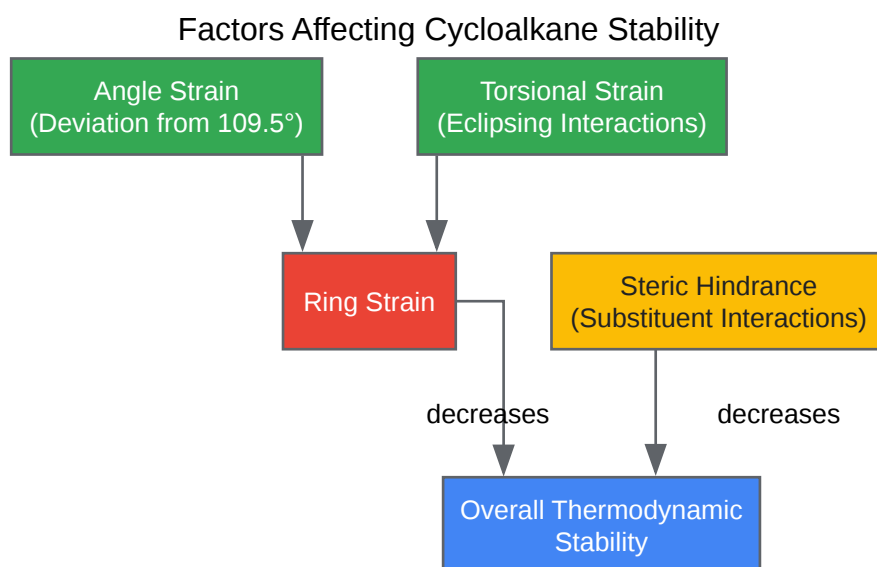 Factors Affecting Cycloalkane Stability
Angle Strain
(Deviation from 109.5°)
Torsional Strain
(Eclipsing Interactions)
Ring Strain
Steric Hindrance
(Substituent Interactions)
decreases
decreases
Overall Thermodynamic
Stability